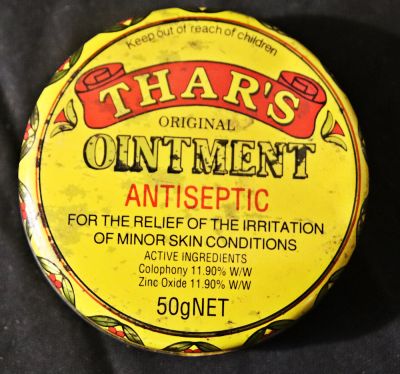 Keep out of reach of children
THAR'S
ORIGINAL
OINTMENT
ANTISEPTIC
FOR THE RELIEF OF THE IRRITATION
OF MINOR SKIN CONDITIONS
ACTIVE INGREDIENTS
Colophony 11.90% W/W
Zinc Oxide 11.90% W/W
50gNET